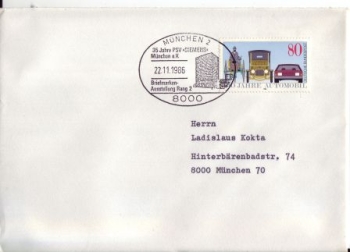 MÜNCHEN 2
35 Jahre PSV «SIEMENS»
München e.V.
22.11.1986
Briefmarken-
Ausstellung Rang 2
8000
80
JAHRE AUTOMOBIL
Herrn
Ladislaus Kokta
Hinterbärenbadstr, 74
8000 München 70